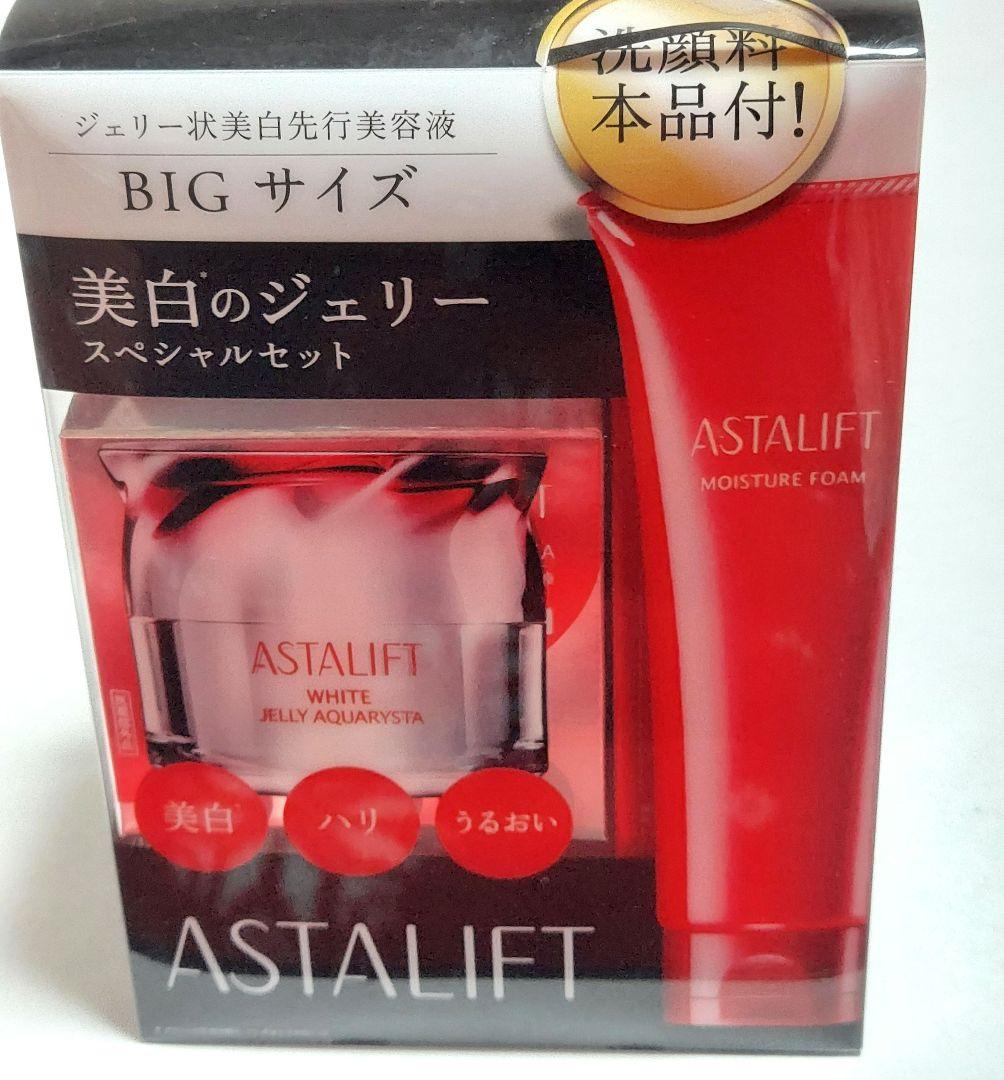 洗顔料
本品付!
ジェリー状美白先行美容液
BIG サイズ
美白*のジェリー
スペシャルセット
ASTALIFT
MOISTURE FOAM
ASTALIFT
WHITE
JELLY AQUARYSTA
美白*
ハリ
うるおい
ASTALIFT